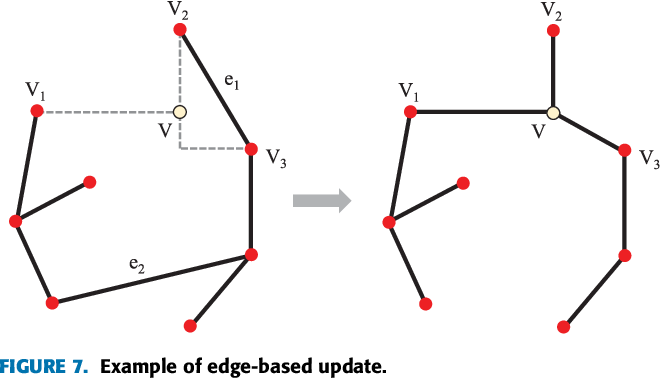 V2
V2
e1
V1
V1
V
V
V3
V3
e2
FIGURE 7. Example of edge-based update.